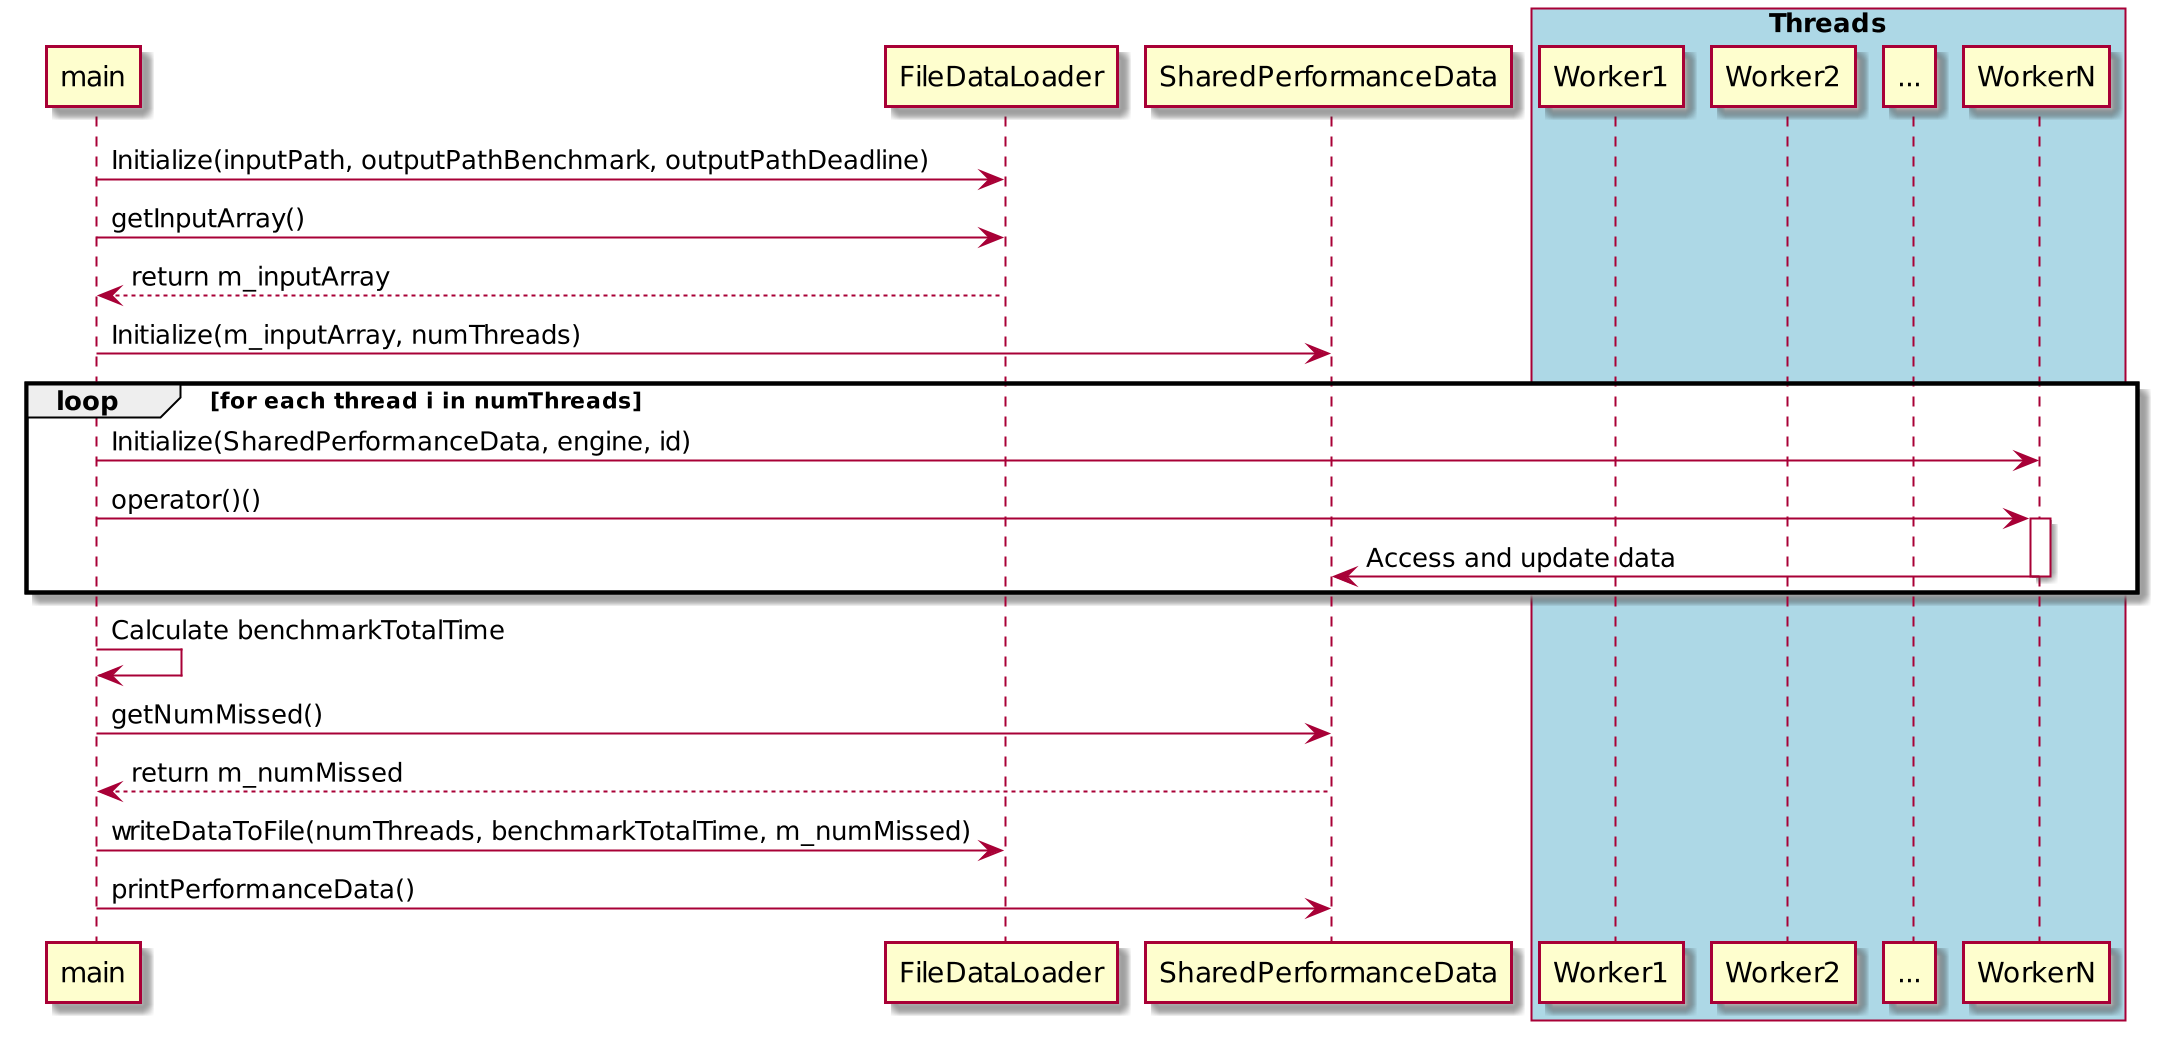 Threads
main
FileDataLoader
SharedPerformanceData
Worker1
Worker2
...
WorkerN
Initialize(inputPath, outputPathBenchmark, outputPathDeadline)
getInputArray()
return m_inputArray
Initialize(m_inputArray, numThreads)
loop
[for each thread i in numThreads]
Initialize(SharedPerformanceData, engine, id)
operator()()
Access and update data
Calculate benchmarkTotalTime
getNumMissed()
return m_numMissed
writeDataToFile(numThreads, benchmarkTotalTime, m_numMissed)
printPerformanceData()
main
FileDataLoader
SharedPerformanceData
Worker1
Worker2
...
WorkerN